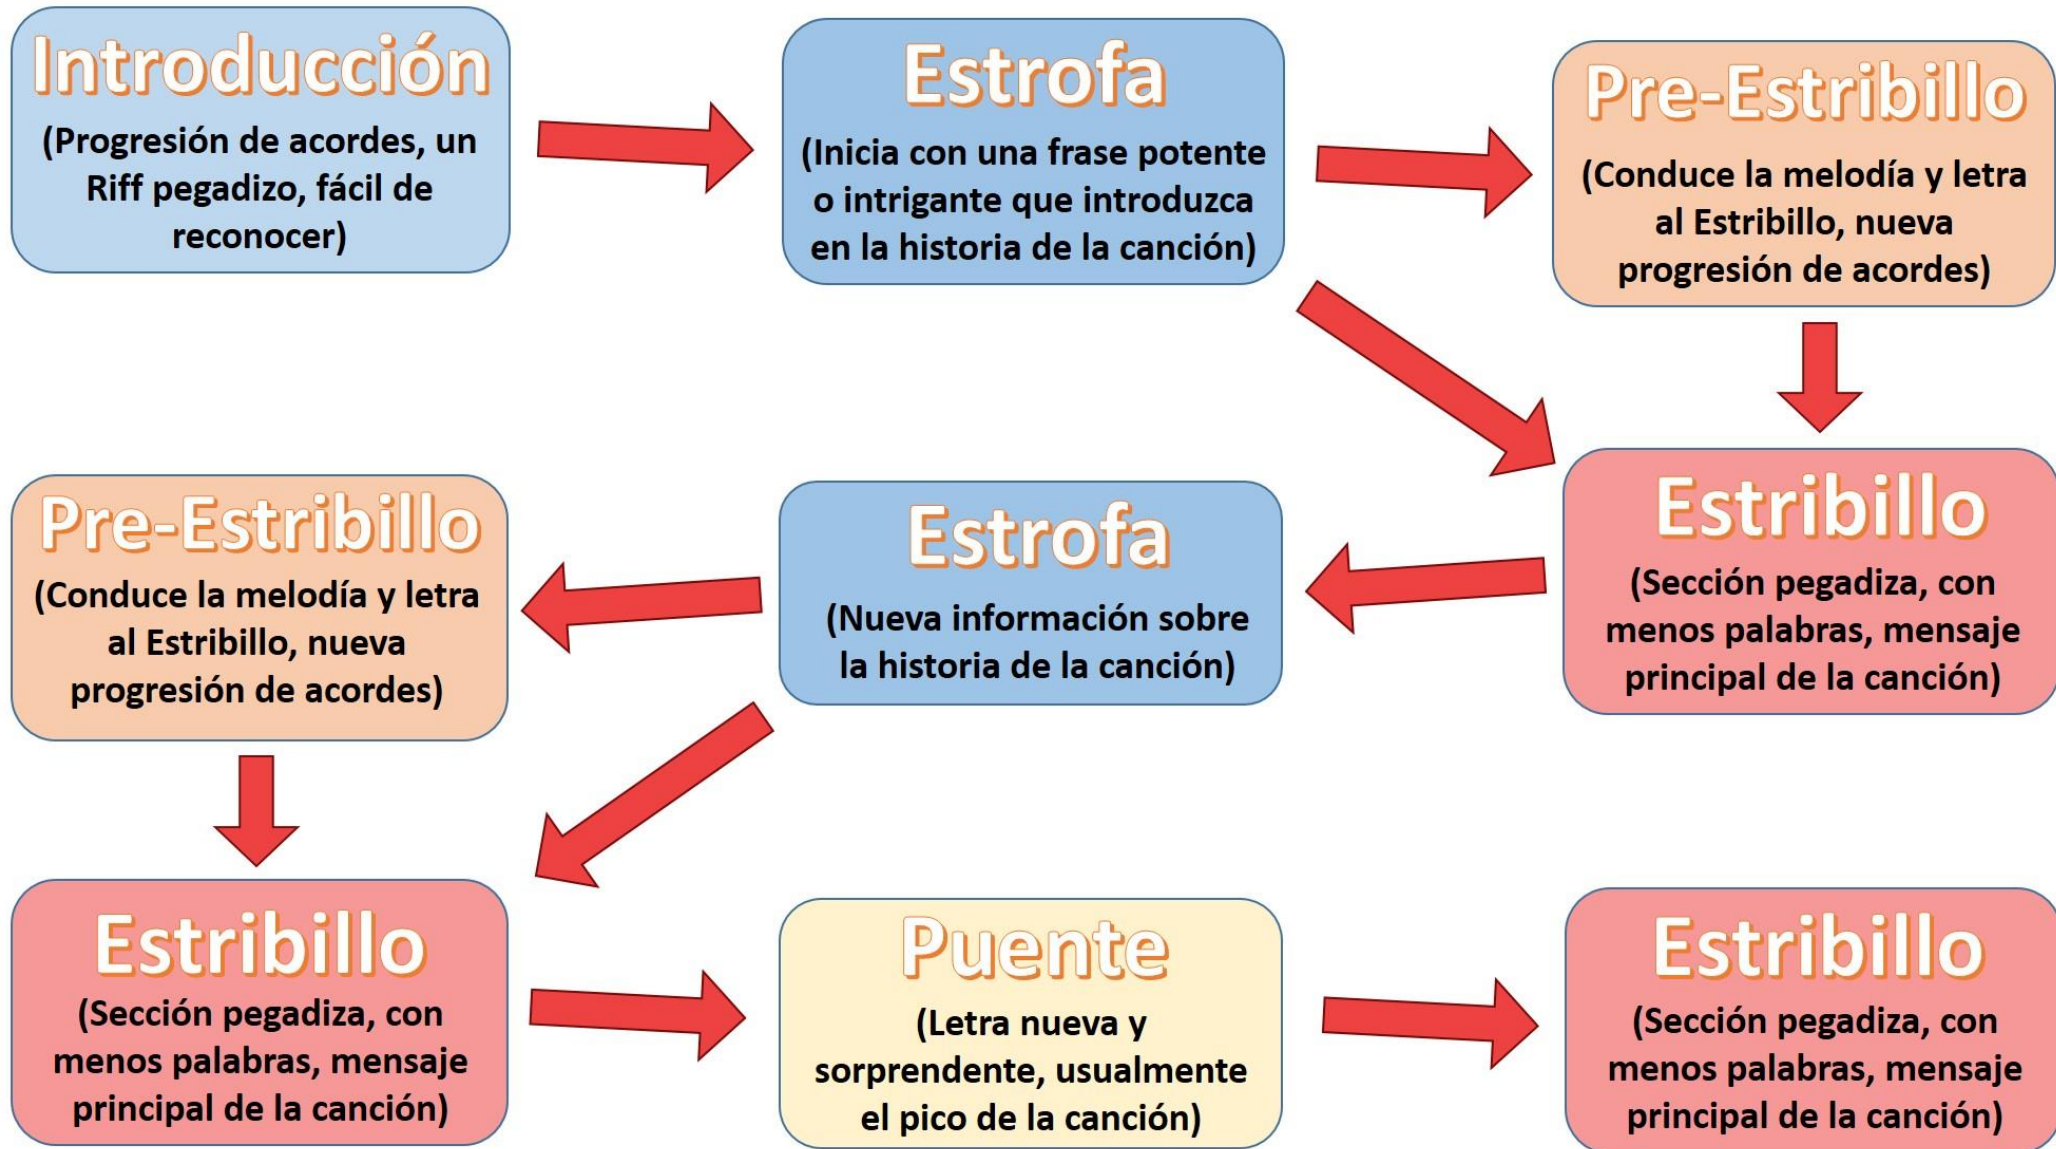 Introducción
(Progresión de acordes, un
Riff pegadizo, fácil de
reconocer)
Estrofa
(Inicia con una frase potente
o intrigante que introduzca
en la historia de la canción)
Pre-Estribillo
(Conduce la melodía y letra
al Estribillo, nueva
progresión de acordes)
Estribillo
(Sección pegadiza, con
menos palabras, mensaje
principal de la canción)
Estrofa
(Nueva información sobre
la historia de la canción)
Pre-Estribillo
(Conduce la melodía y letra
al Estribillo, nueva
progresión de acordes)
Estribillo
(Sección pegadiza, con
menos palabras, mensaje
principal de la canción)
Puente
(Letra nueva y
sorprendente, usualmente
el pico de la canción)
Estribillo
(Sección pegadiza, con
menos palabras, mensaje
principal de la canción)